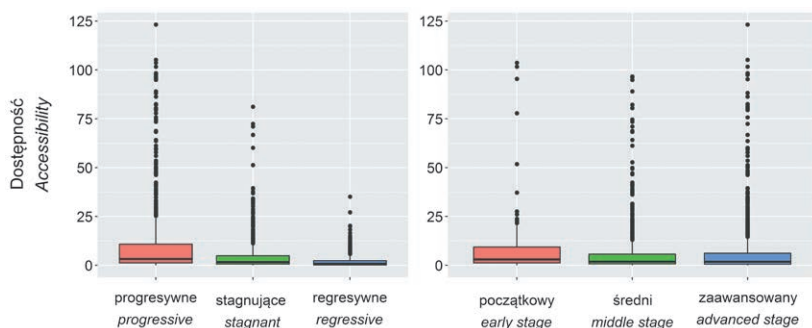 Dostępność
Accessibility
125
100
75
50
25
0
progresywne
progressive
stagnujące
stagnant
regresywne
regressive
125
100
75
50
25
0
początkowy
early stage
średni
middle stage
zaawansowany
advanced stage